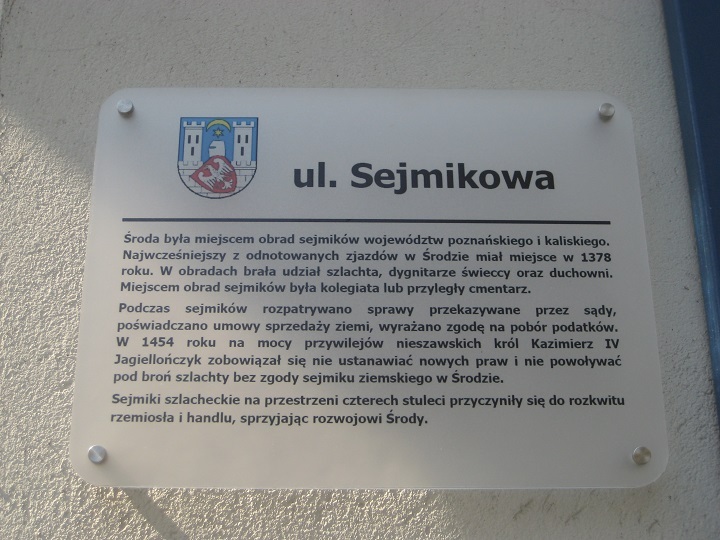 ul. Sejmikowa
Środa była miejscem obrad sejmików województw poznańskiego i kaliskiego.
Najwcześniejszy z odnotowanych zjazdów w Środzie miał miejsce w 1378
roku. W obradach brała udział szlachta, dygnitarze świeccy oraz duchowni.
Miejscem obrad sejmików była kolegiata lub przyległy cmentarz.
Podczas sejmików rozpatrywano sprawy przekazywane przez sądy,
poświadczano umowy sprzedaży ziemi, wyrażano zgodę na pobór podatków.
W 1454 roku na mocy przywilejów nieszawskich król Kazimierz IV
Jagiellończyk zobowiązał się nie ustanawiać nowych praw i nie powoływać
pod broń szlachty bez zgody sejmiku ziemskiego w Środzie.
Sejmiki szlacheckie na przestrzeni czterech stuleci przyczyniły się do rozkwitu
rzemiosła i handlu, sprzyjając rozwojowi Środy.